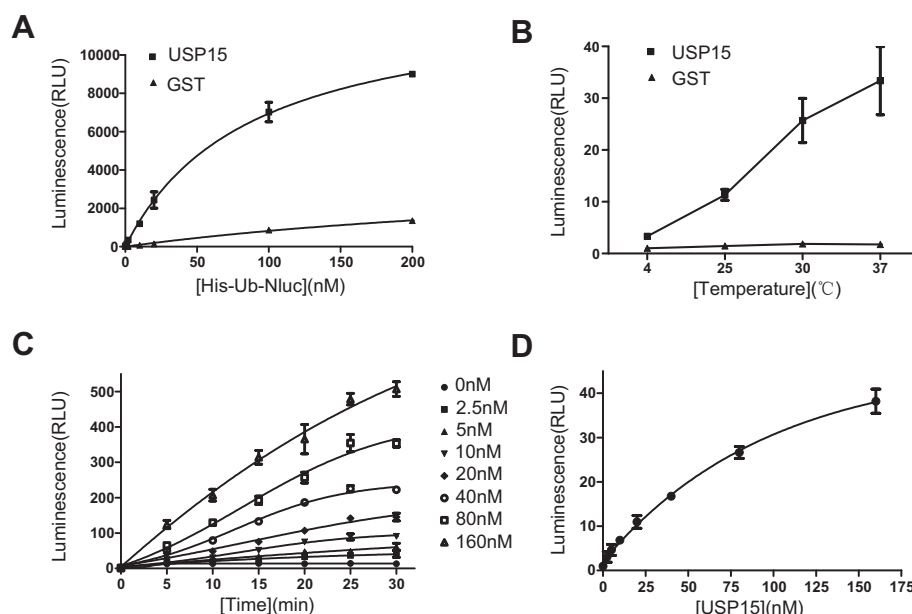 A
USP15
GST
Luminescence(RLU)
10000
8000
6000
4000
2000
0
0
50
100
150
200
[His-Ub-Nluc](nM)
B
USP15
GST
Luminescence(RLU)
40
30
20
10
0
4
25
30
37
[Temperature](℃)
C
Luminescence(RLU)
500
400
300
200
100
0
0
5
10
15
20
25
30
[Time](min)
0nM
2.5nM
5nM
10nM
20nM
40nM
80nM
160nM
D
Luminescence(RLU)
40
30
20
10
0
0
25
50
75
100
125
150
175
[USP15](nM)